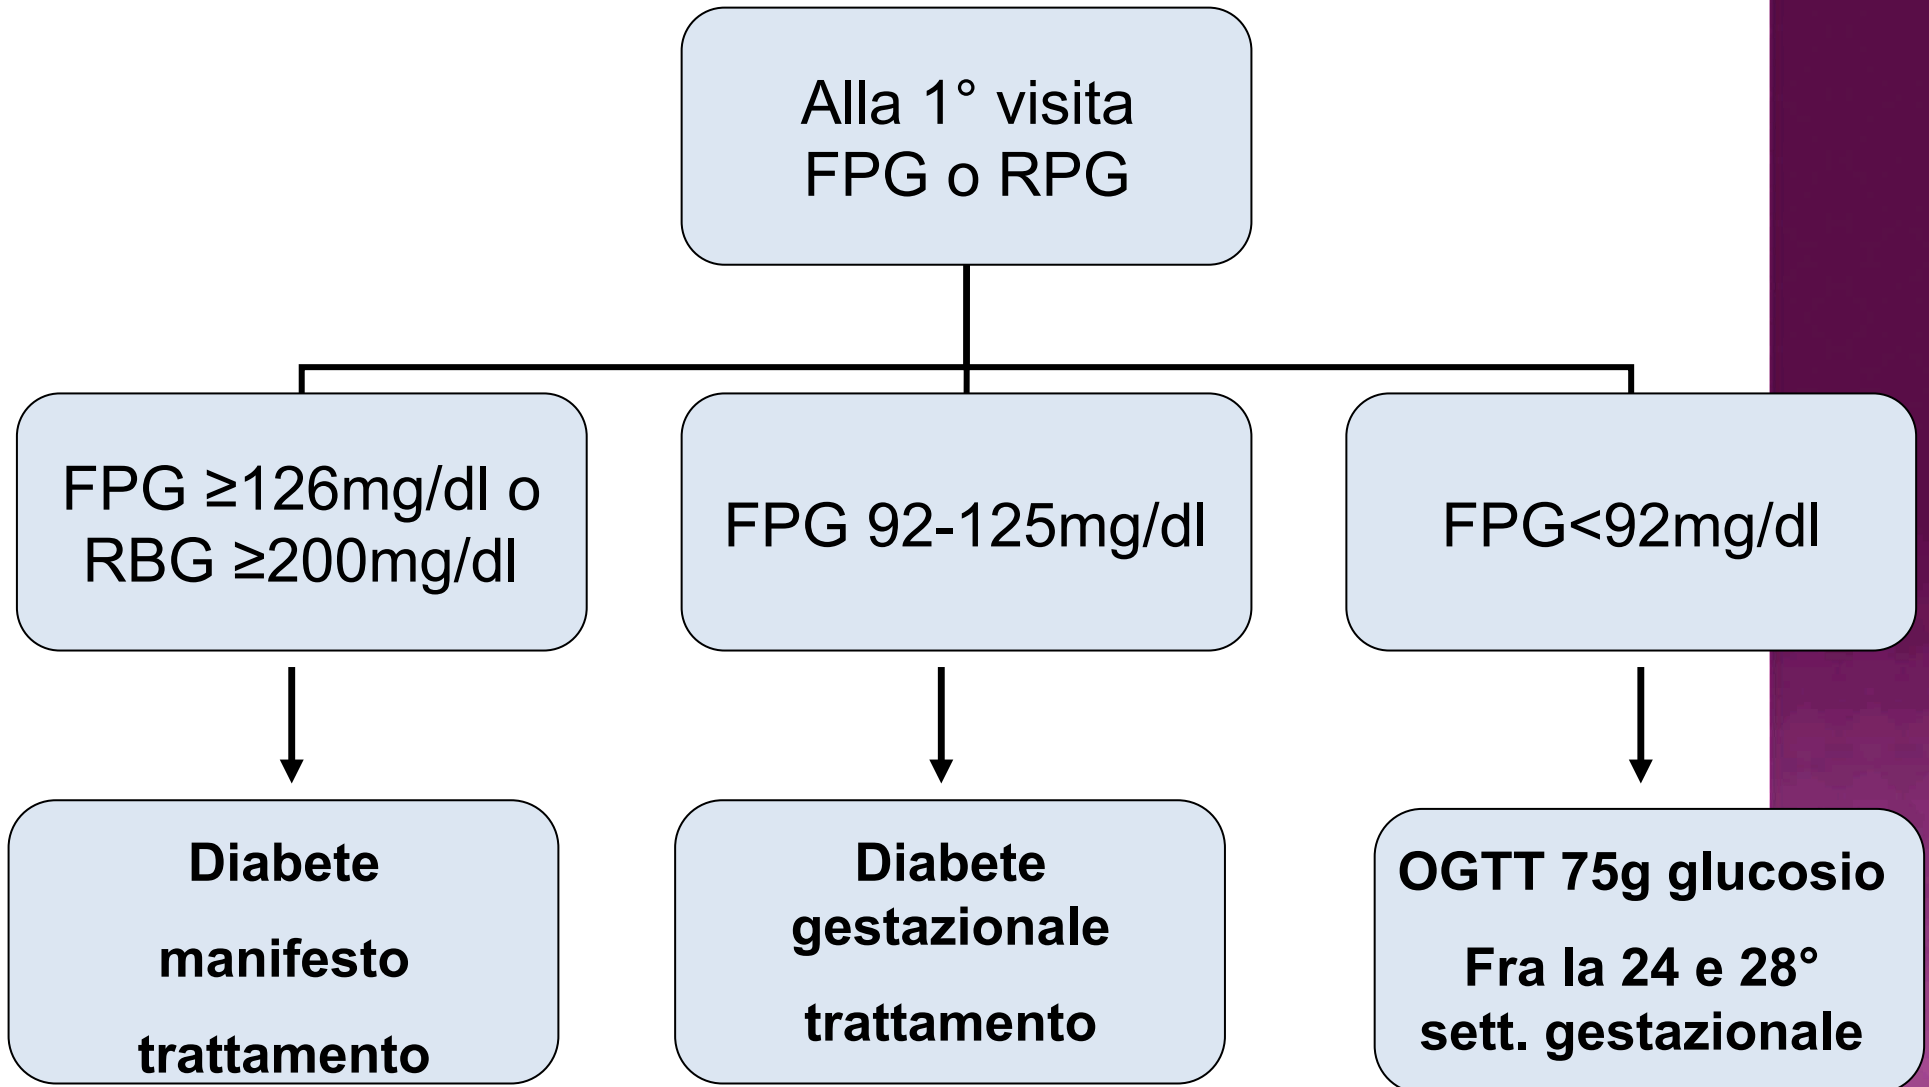 Alla 1° visita
FPG o RPG
FPG ≥126mg/dl o
RBG ≥200mg/dl
FPG 92-125mg/dl
FPG<92mg/dl
Diabete
manifesto
trattamento
Diabete
gestazionale
trattamento
OGTT 75g glucosio
Fra la 24 e 28°
sett. gestazionale